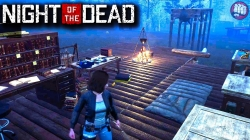 NIGHT OF THE DEAD